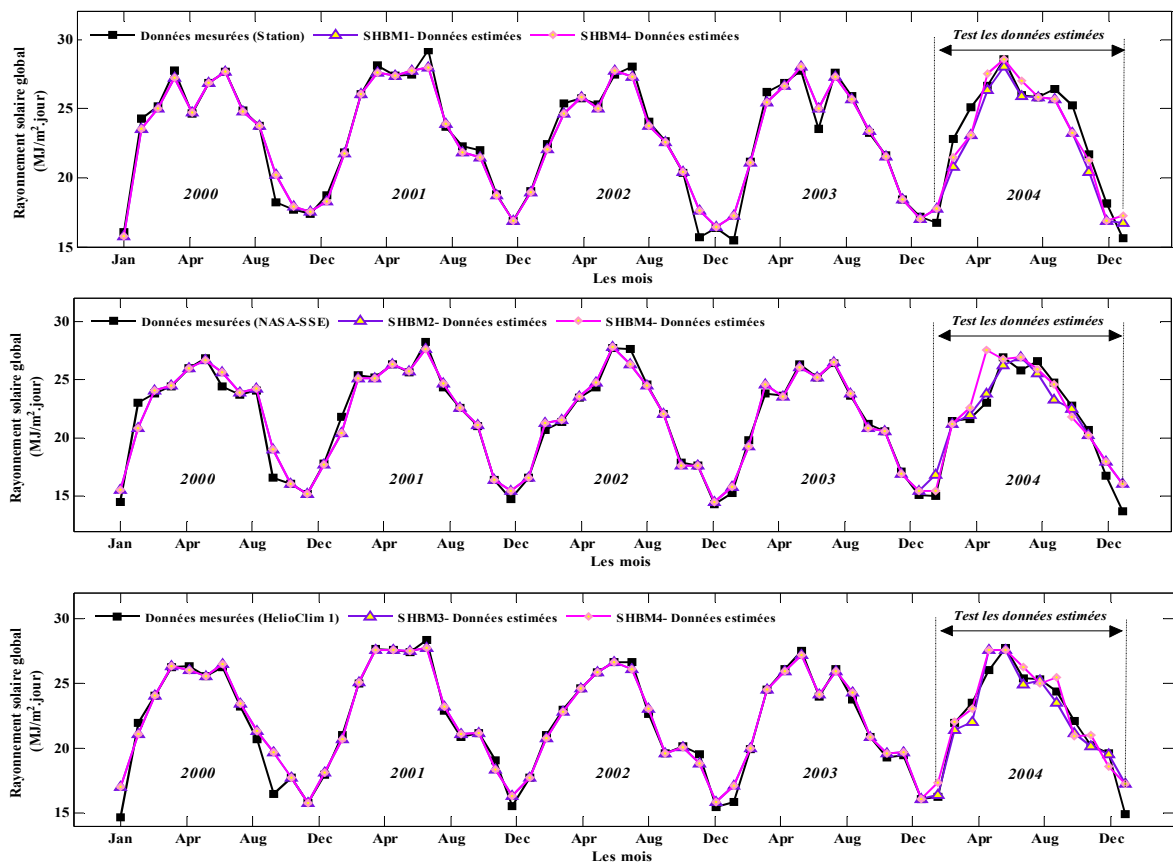 Données mesurées (Station) SHBM1- Données estimées SHBM4- Données estimées
Test les données estimées
Rayonnement solaire global
(MJ/m2.jour)
30
25
20
15
2000 2001 2002 2003 2004
Jan Apr Aug Dec Apr Aug Dec Apr Aug Dec Apr Aug Dec Apr Aug Dec
Les mois
Données mesurées (NASA-SSE) SHBM2- Données estimées SHBM4- Données estimées
Test les données estimées
Rayonnement solaire global
(MJ/m2.jour)
30
25
20
15
2000 2001 2002 2003 2004
Jan Apr Aug Dec Apr Aug Dec Apr Aug Dec Apr Aug Dec Apr Aug Dec
Les mois
Données mesurées (HelioClim 1) SHBM3- Données estimées SHBM4- Données estimées
Test les données estimées
Rayonnement solaire global
(MJ/m2.jour)
30
25
20
15
2000 2001 2002 2003 2004
Jan Apr Aug Dec Apr Aug Dec Apr Aug Dec Apr Aug Dec Apr Aug Dec
Les mois